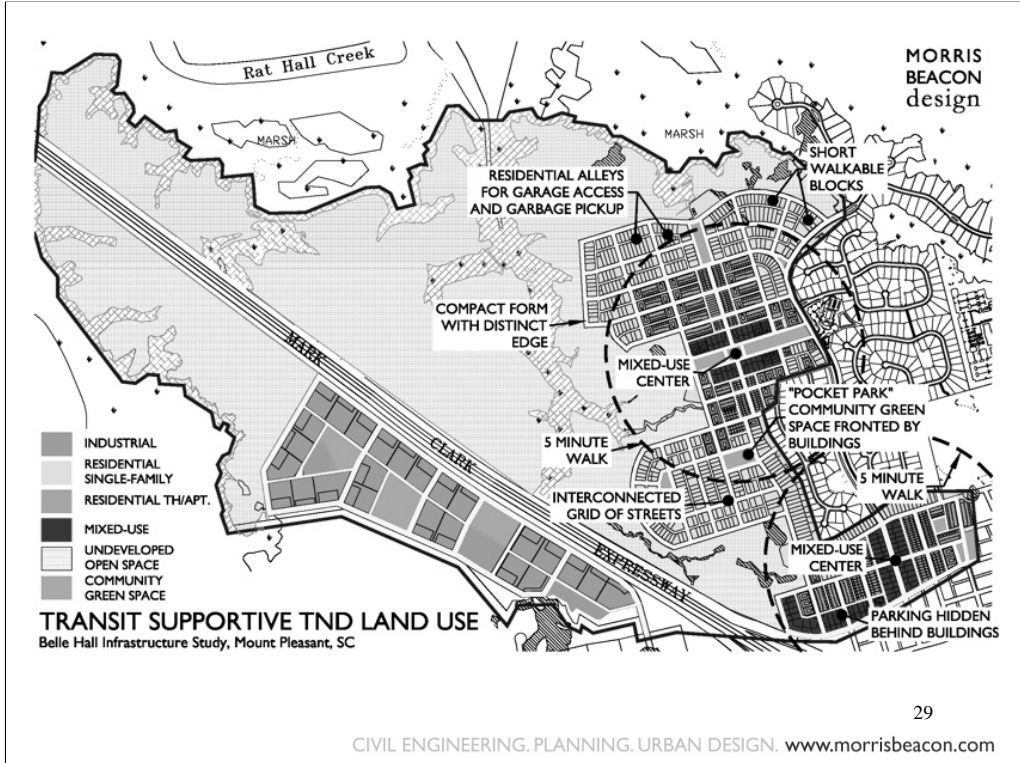 Rat Hall Creek
MORRIS
BEACON
design
MARSH
MARSH
SHORT
WALKABLE
BLOCKS
RESIDENTIAL ALLEYS
FOR GARAGE ACCESS
AND GARBAGE PICKUP
COMPACT FORM
WITH DISTINCT
EDGE
MARK
CLARK
EXPRESSWAY
MIXED-USE
CENTER
"POCKET PARK"
COMMUNITY GREEN
SPACE FRONTED BY
BUILDINGS
5 MINUTE
WALK
5 MINUTE
WALK
INTERCONNECTED
GRID OF STREETS
MIXED-USE
CENTER
PARKING HIDDEN
BEHIND BUILDINGS
INDUSTRIAL
RESIDENTIAL
SINGLE-FAMILY
RESIDENTIAL TH/APT.
MIXED-USE
UNDEVELOPED
OPEN SPACE
COMMUNITY
GREEN SPACE
TRANSIT SUPPORTIVE TND LAND USE
Belle Hall Infrastructure Study, Mount Pleasant, SC
29
CIVIL ENGINEERING. PLANNING. URBAN DESIGN. www.morrisbeacon.com